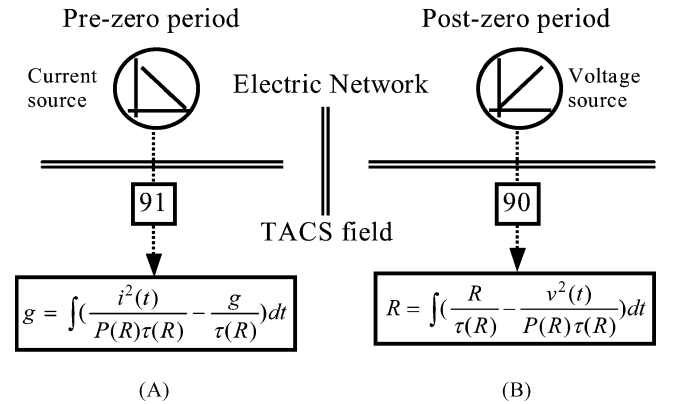 Pre-zero period
Post-zero period
Current source
Electric Network
Voltage source
91
90
TACS field
g = ∫( i²(t) / P(R)τ(R) − g / τ(R) )dt
R = ∫( R / τ(R) − v²(t) / P(R)τ(R) )dt
(A)
(B)